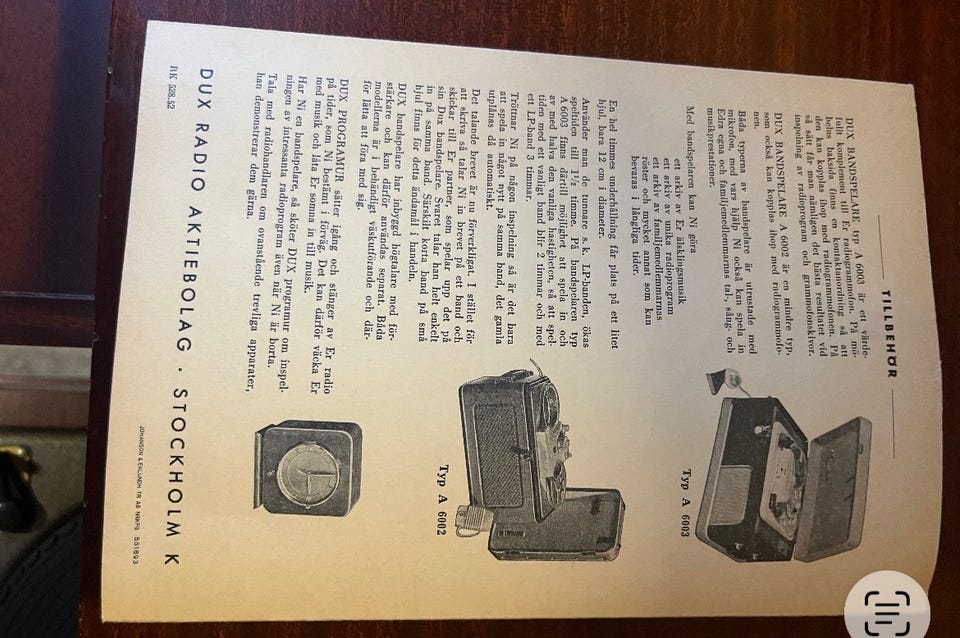 TILLBEHÖR
DUX BANDSPELARE typ A 6003 är ett värde-
fullt komplement till Er radiogrammofon. På mö-
belns baksida finns en kontaktanordning så att
den kan kopplas ihop med radiogrammofonen. På
så sätt får man nämligen det bästa resultatet vid
inspelning av radioprogram och grammofonskivor.
DUX BANDSPELARE A 6002 är en mindre typ,
som också kan kopplas ihop med radiogrammofo-
nen.
Båda typerna av bandspelare är utrustade med
mikrofon, med vars hjälp Ni också kan spela in
Edra egna och familjemedlemmarnas tal-, sång- och
musikprestationer.
Med bandspelaren kan Ni göra
ett arkiv av Er älsklingsmusik
ett arkiv av unika radioprogram
ett arkiv av familjemedlemmarnas
röster och mycket annat som kan
bevaras i långliga tider.
En hel timmes underhållning får plats på ett litet
hjul, bara 12 cm i diameter.
Använder man de tunnare s. k. LP-banden, ökas
speltiden till 1½ timme. På bandspelaren typ
A 6003 finns därtill möjlighet att spela in och
av med halva den vanliga hastigheten, så att spel-
tiden med ett vanligt band blir 2 timmar och med
ett LP-band 3 timmar.
Tröttnar Ni på någon inspelning så är det bara
att spela in något nytt på samma band, det gamla
utplånas då automatiskt.
Det talande brevet är nu förverkligat. I stället för
att skriva så talar Ni in brevet på ett band och
skickar till Er partner, som spelar upp det på
sin Dux bandspelare. Svaret talar han helt enkelt
in på samma band. Särskilt korta band på små
hjul finns för detta ändamål i handeln.
DUX bandspelare har inbyggd högtalare med för-
stärkare och kan därför användas separat. Båda
modellerna är i behändigt väskutförande och där-
för lätta att föra med sig.
DUX PROGRAMUR sätter igång och stänger av Er radio
på tider, som Ni bestämt i förväg. Det kan därför väcka Er
med musik och låta Er somna in till musik.
Har Ni en bandspelare, så sköter DUX programur om inspel-
ningen av intressanta radioprogram även när Ni är borta.
Tala med radiohandlaren om ovanstående trevliga apparater,
han demonstrerar dem gärna.
Typ A 6003
Typ A 6002
DUX RADIO AKTIEBOLAG · STOCKHOLM K
RK 528.52
JOHANSON & EKLUNDH TR AB NRKPG 551893